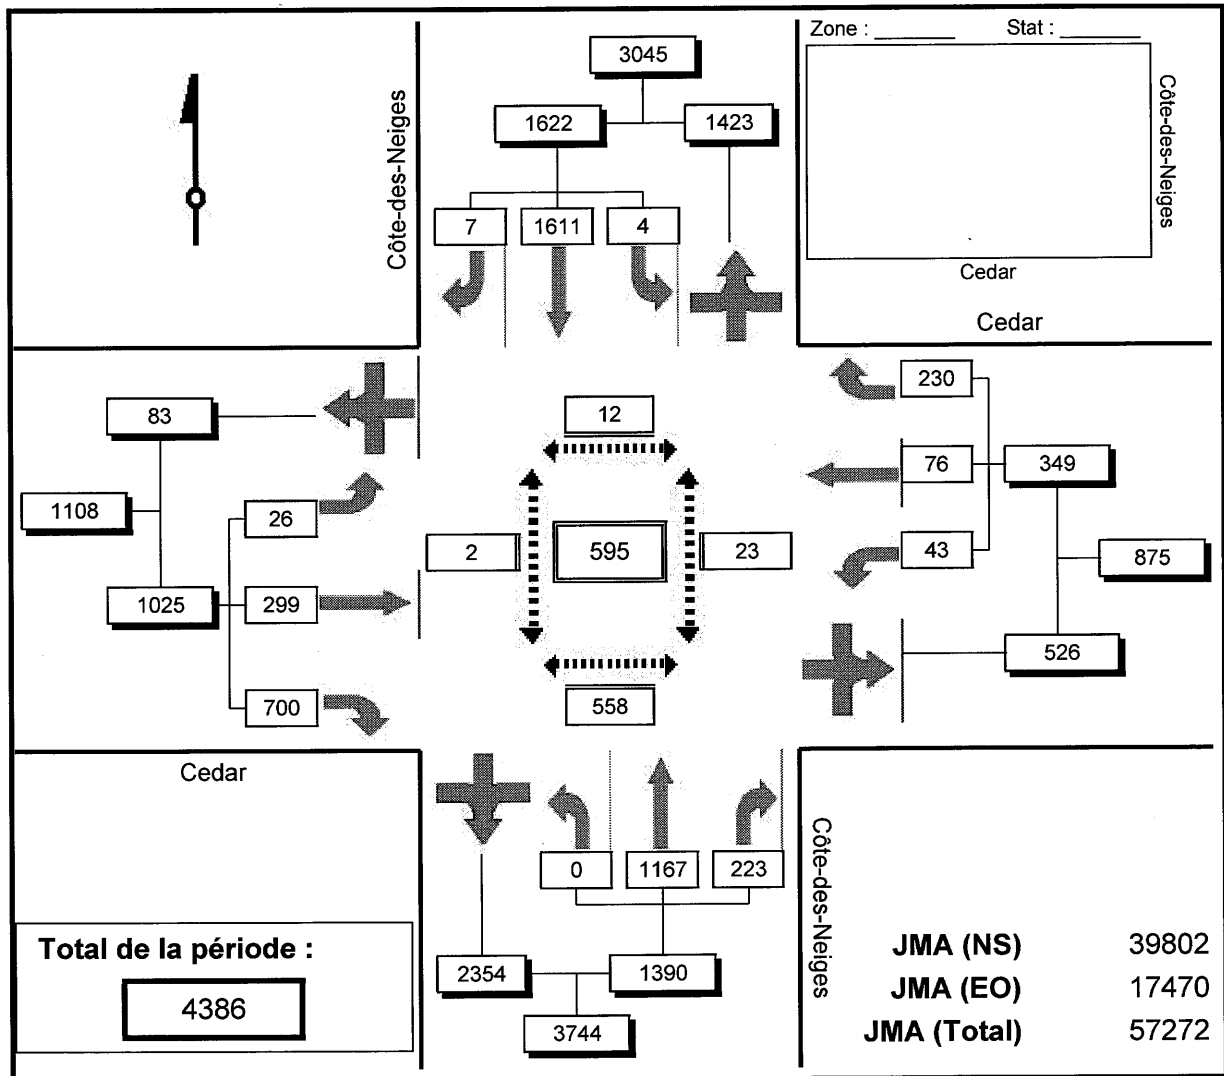 Zone : ________ Stat : ________
3045
Côte-des-Neiges
Côte-des-Neiges
1622 1423
7 1611 4
Cedar
Cedar
83 12 230
76 349
1108 26
2 595 23 43 875
1025 299
526
700 558
Cedar
0 1167 223
Côte-des-Neiges
Total de la période :
2354 1390
4386
3744
JMA (NS) 39802
JMA (EO) 17470
JMA (Total) 57272